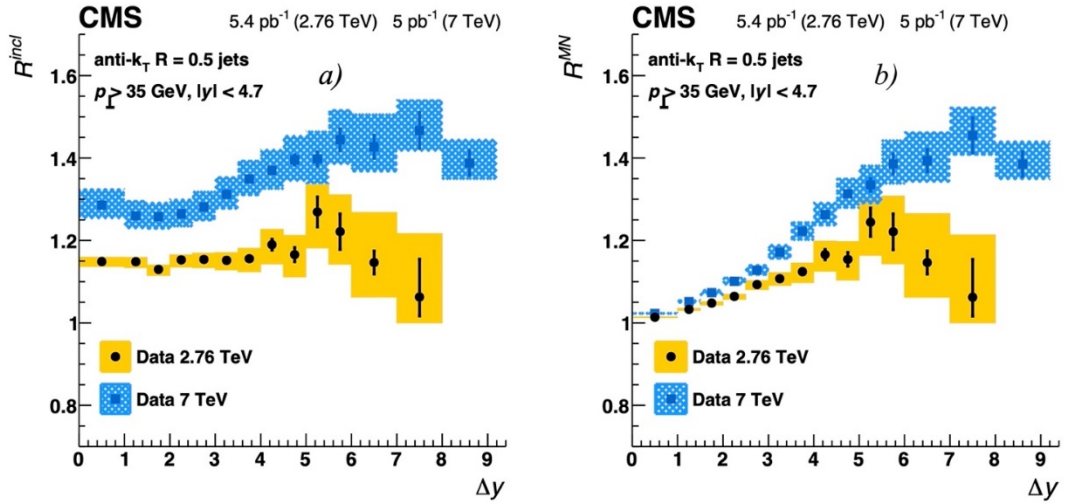 CMS
5.4 pb⁻¹ (2.76 TeV) 5 pb⁻¹ (7 TeV)
R^incl
1.6
1.4
1.2
1
0.8
anti-k_T R = 0.5 jets
a)
p_T > 35 GeV, |y| < 4.7
Data 2.76 TeV
Data 7 TeV
0 1 2 3 4 5 6 7 8 9
Δy
CMS
5.4 pb⁻¹ (2.76 TeV) 5 pb⁻¹ (7 TeV)
R^MN
1.6
1.4
1.2
1
0.8
anti-k_T R = 0.5 jets
b)
p_T > 35 GeV, |y| < 4.7
Data 2.76 TeV
Data 7 TeV
0 1 2 3 4 5 6 7 8 9
Δy